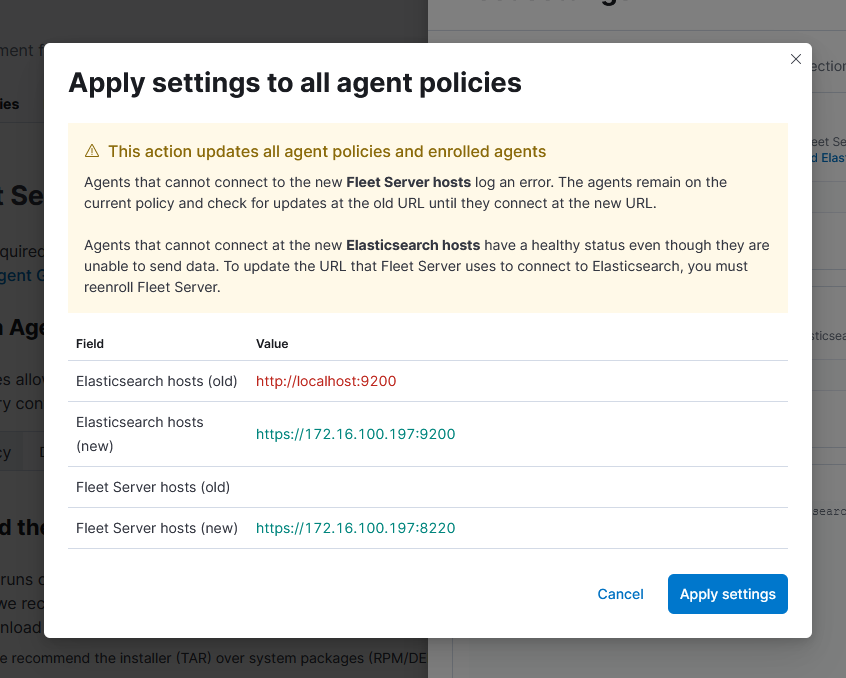 Apply settings to all agent policies
This action updates all agent policies and enrolled agents
Agents that cannot connect to the new Fleet Server hosts log an error. The agents remain on the
current policy and check for updates at the old URL until they connect at the new URL.
Agents that cannot connect at the new Elasticsearch hosts have a healthy status even though they are
unable to send data. To update the URL that Fleet Server uses to connect to Elasticsearch, you must
reenroll Fleet Server.
Field Value
Elasticsearch hosts (old) http://localhost:9200
Elasticsearch hosts
(new)
https://172.16.100.197:9200
Fleet Server hosts (old)
Fleet Server hosts (new) https://172.16.100.197:8220
Cancel Apply settings
e recommend the installer (TAR) over system packages (RPM/DE